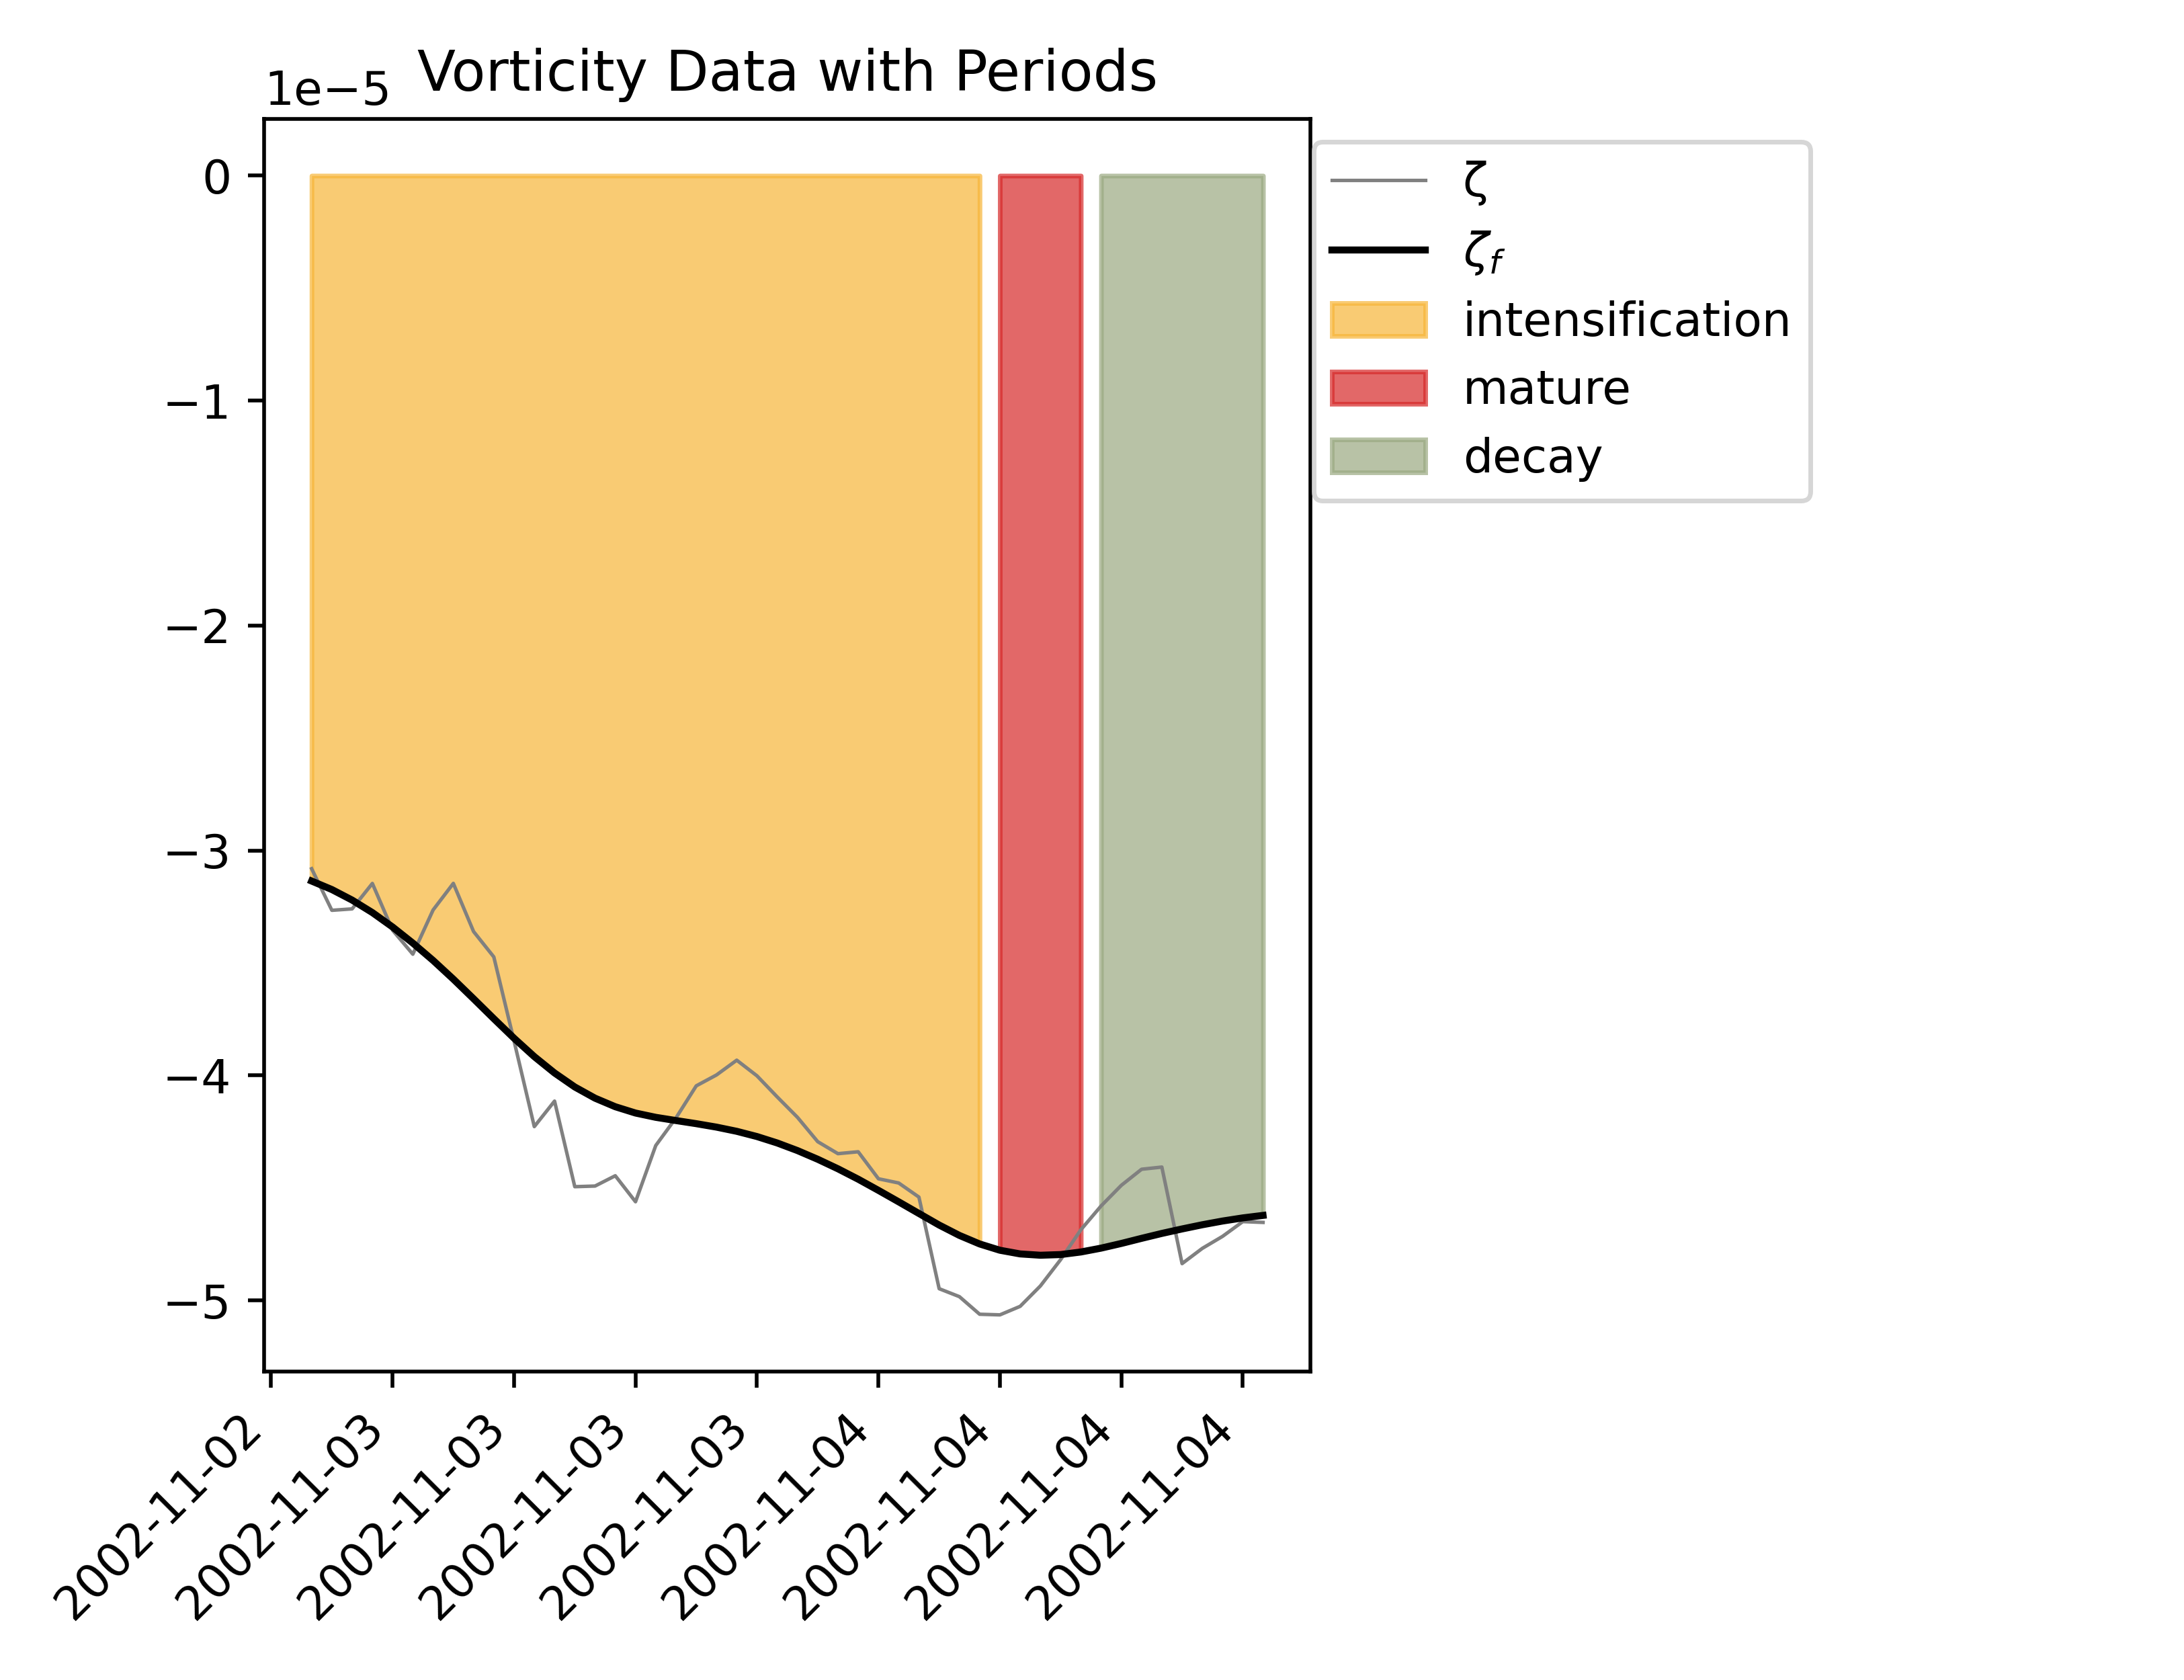 Vorticity Data with Periods
1e−5
0
−1
−2
−3
−4
−5
2002-11-02
2002-11-03
2002-11-03
2002-11-03
2002-11-03
2002-11-04
2002-11-04
2002-11-04
2002-11-04
ζ
ζf
intensification
mature
decay